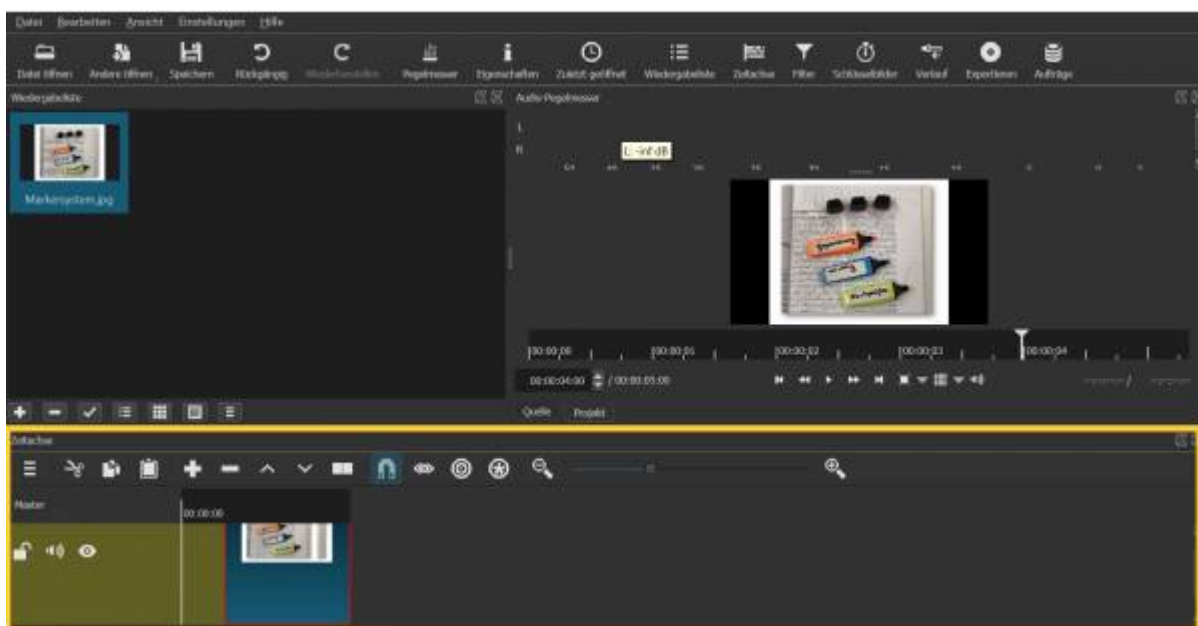 Datei Bearbeiten Ansicht Einstellungen Hilfe
Datei öffnen Andere öffnen Speichern Rückgängig Wiederherstellen Pegelmesser Eigenschaften Zuletzt geöffnet Wiedergabeliste Zeitachse Filter Schlüsselbilder Verlauf Exportieren Aufträge
Wiedergabeliste
Audio-Pegelmesser
L
R
L: -inf dB
Markersystem.jpg
00:00:00 00:00:01 00:00:02 00:00:03 00:00:04
00:00:04:00 / 00:00:05:00
Quelle Projekt
Zeitachse
Master
00:00:00